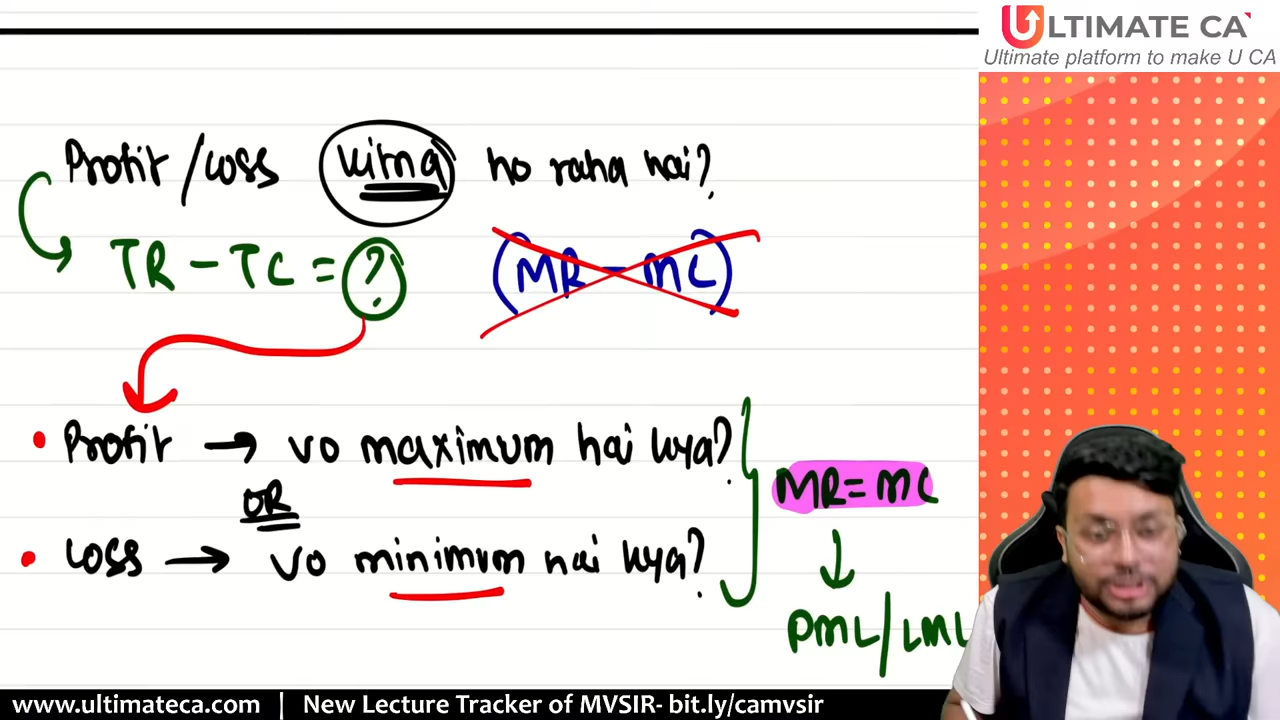 ULTIMATE CA
Ultimate platform to make U CA
Profit/Loss kitna ho raha hai?
TR - TC = ? (MR - MC)
• Profit → vo maximum hai kya?
OR
MR = MC
• Loss → vo minimum hai kya?
PML/LML
www.ultimateca.com | New Lecture Tracker of MVSIR- bit.ly/camvsir